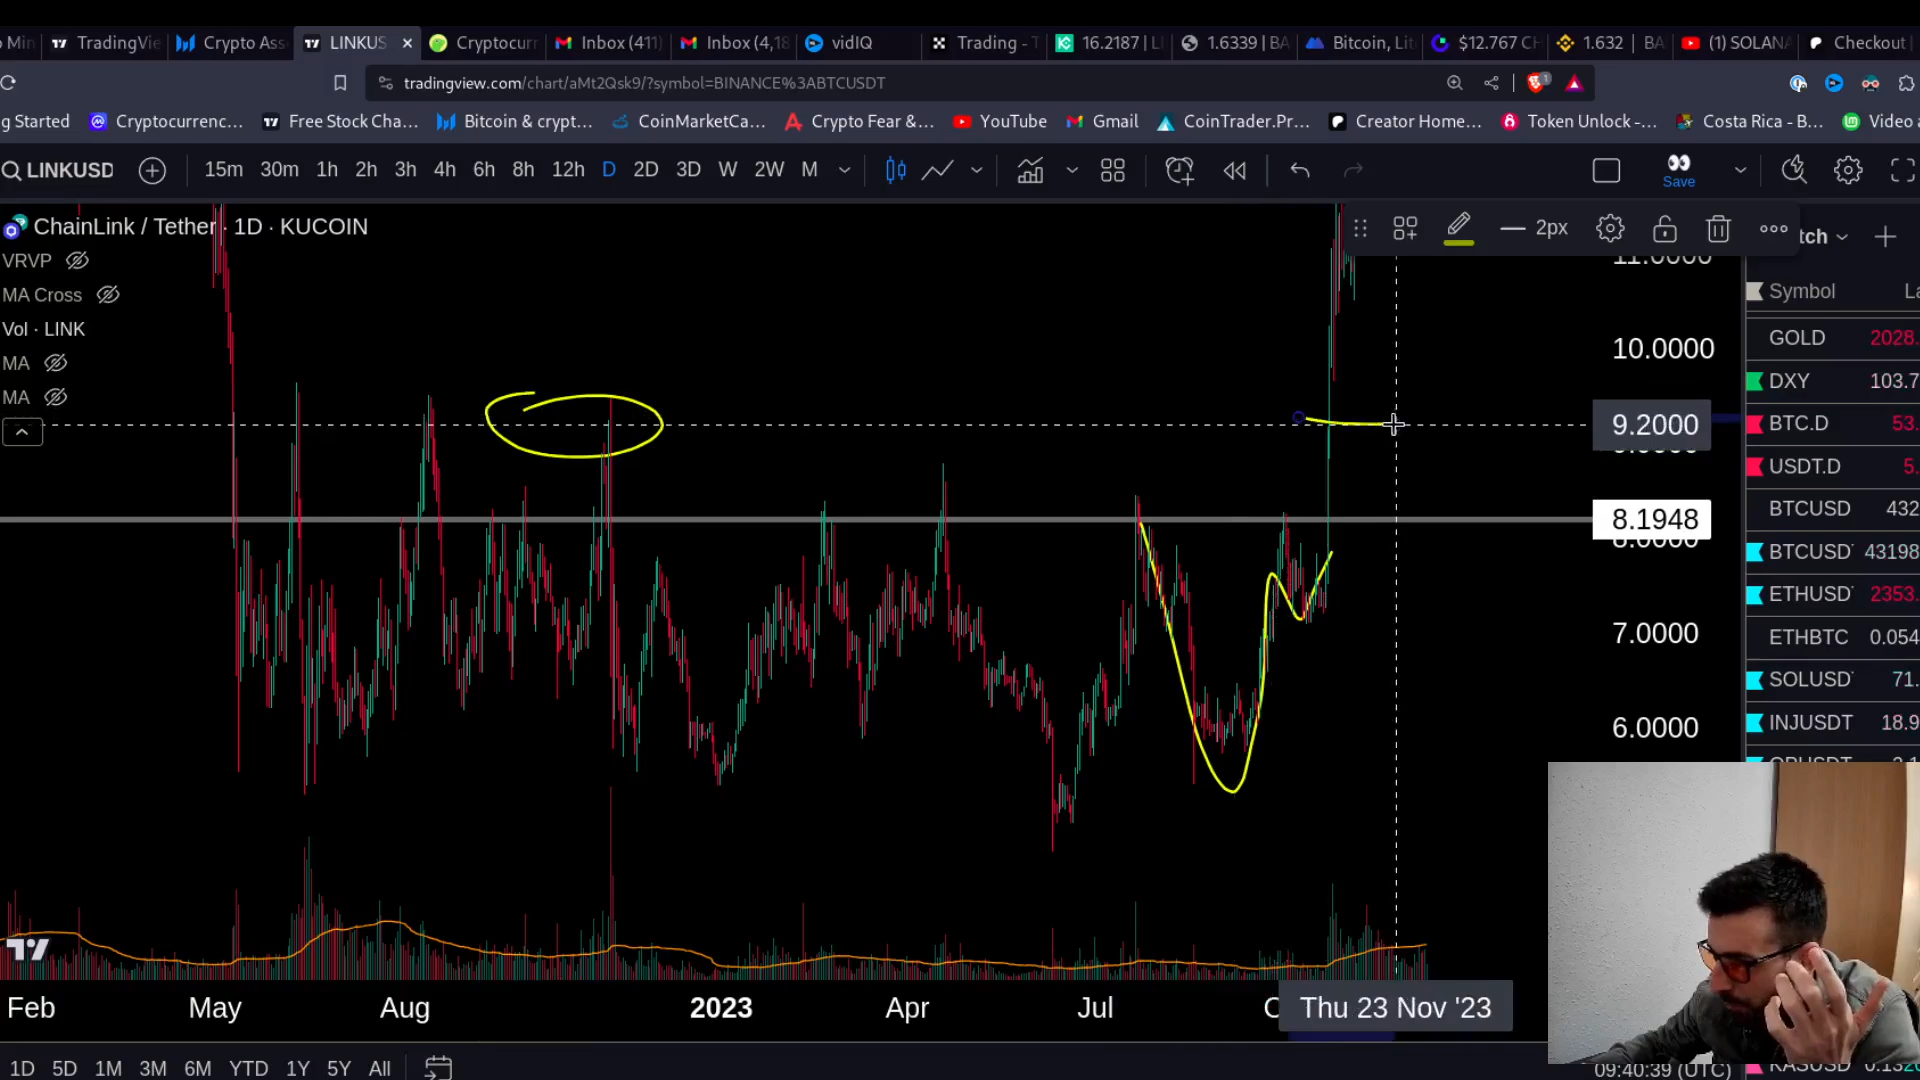 Min TradingVie Crypto Ass LINKUS × Cryptocurr Inbox (411) Inbox (4,18 vidIQ Trading - T 16.2187 | L 1.6339 | BA Bitcoin, Lit $12.767 C 1.632 | BA (1) SOLANA Checkout
tradingview.com/chart/aMt2Qsk9/?symbol=BINANCE%3ABTCUSDT 1
g Started Cryptocurrenc... Free Stock Cha... Bitcoin & crypt... CoinMarketCa... Crypto Fear &... YouTube Gmail CoinTrader.Pr... Creator Home... Token Unlock -... Costa Rica - B... Video a
LINKUSD 15m 30m 1h 2h 3h 4h 6h 8h 12h D 2D 3D W 2W M Save
ChainLink / Tether · 1D · KUCOIN
2px
tch
VRVP
MA Cross
Vol · LINK
MA
MA
11.0000
10.0000
9.2000
8.1948
8.0000
7.0000
6.0000
Symbol La
GOLD 2028.
DXY 103.7
BTC.D 53.
USDT.D 5.
BTCUSD 432
BTCUSD 43198
ETHUSD 2353.
ETHBTC 0.054
SOLUSD 71.
INJUSDT 18.9
Feb May Aug 2023 Apr Jul Thu 23 Nov '23
1D 5D 1M 3M 6M YTD 1Y 5Y All 09:40:39 (UTC)